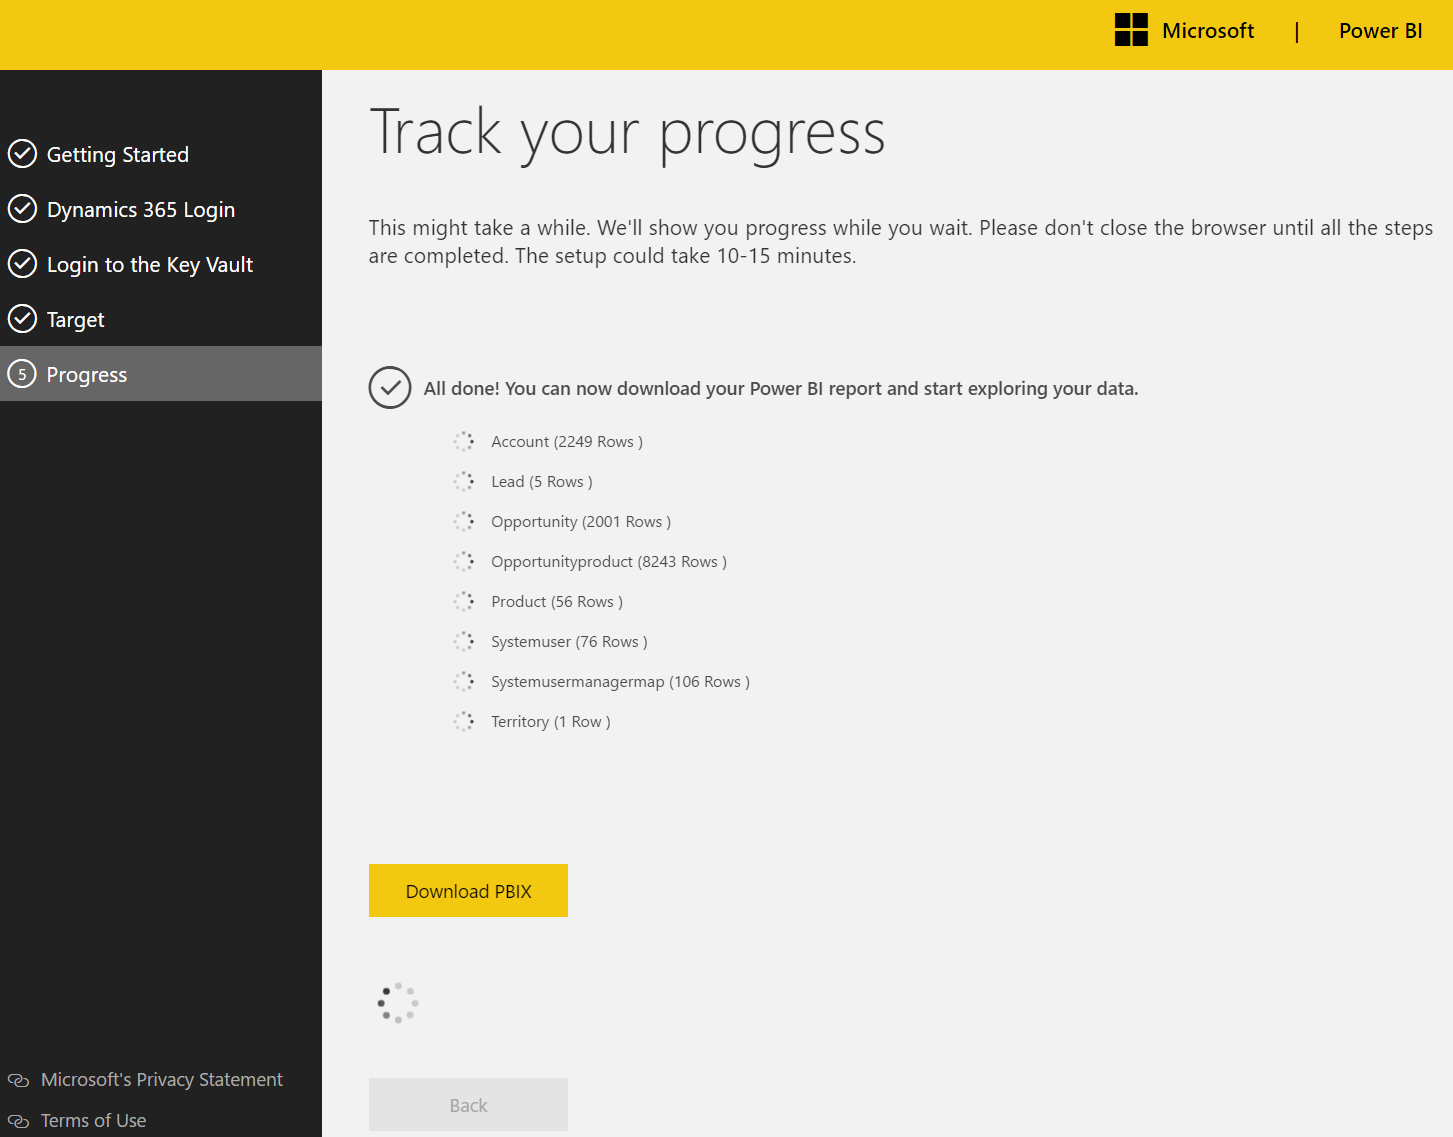 Microsoft | Power BI
Getting Started
Dynamics 365 Login
Login to the Key Vault
Target
5 Progress
Microsoft's Privacy Statement
Terms of Use
Track your progress
This might take a while. We'll show you progress while you wait. Please don't close the browser until all the steps
are completed. The setup could take 10-15 minutes.
All done! You can now download your Power BI report and start exploring your data.
Account (2249 Rows )
Lead (5 Rows )
Opportunity (2001 Rows )
Opportunityproduct (8243 Rows )
Product (56 Rows )
Systemuser (76 Rows )
Systemusermanagermap (106 Rows )
Territory (1 Row )
Download PBIX
Back